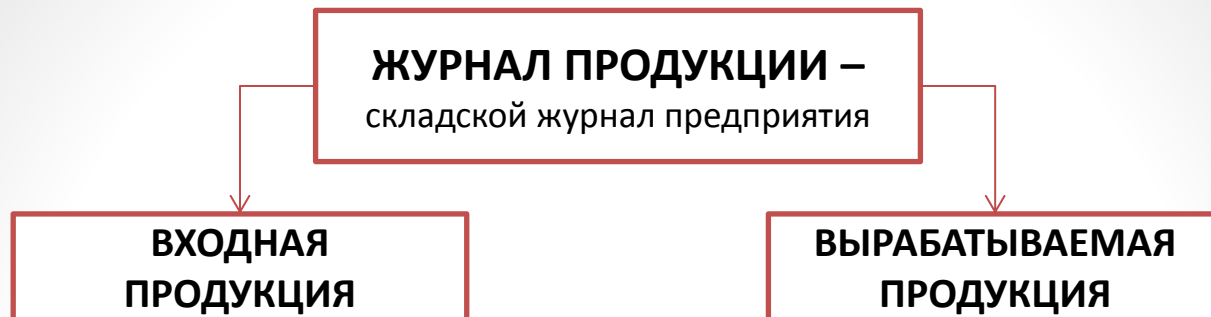 ЖУРНАЛ ПРОДУКЦИИ –
складской журнал предприятия
ВХОДНАЯ
ПРОДУКЦИЯ
ВЫРАБАТЫВАЕМАЯ
ПРОДУКЦИЯ